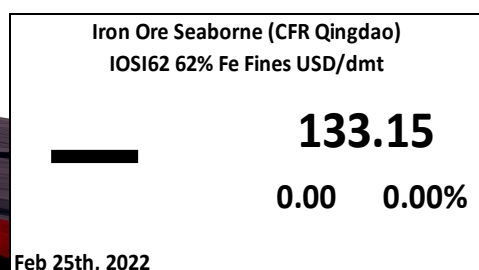 Iron Ore Seaborne (CFR Qingdao)
IOSI62 62% Fe Fines USD/dmt
133.15
0.00 0.00%
Feb 25th, 2022